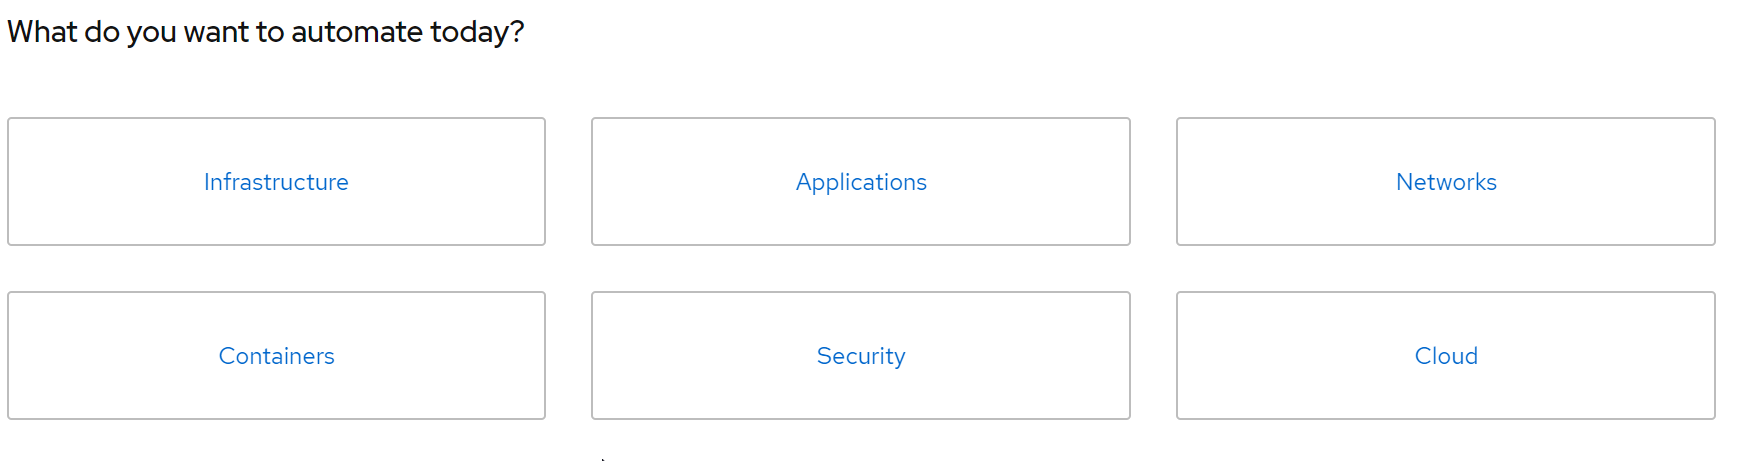 What do you want to automate today?
Infrastructure
Applications
Networks
Containers
Security
Cloud